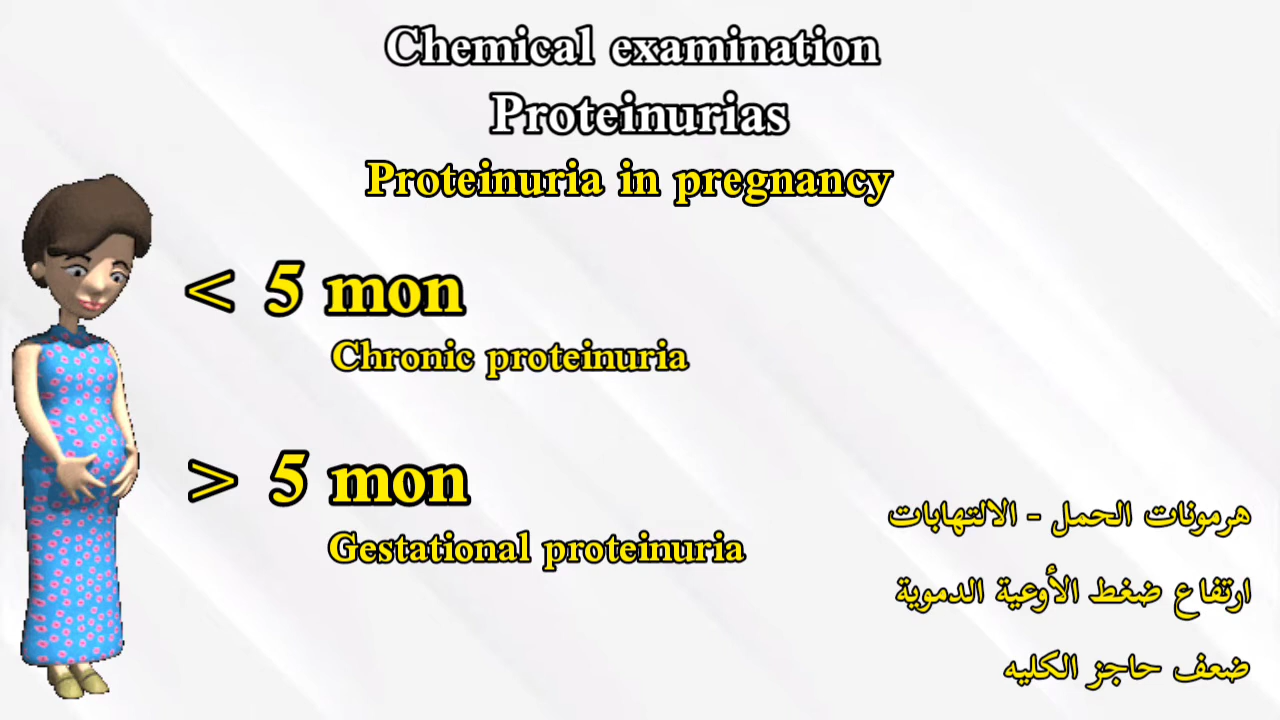 Chemical examination
Proteinurias
Proteinuria in pregnancy
< 5 mon
Chronic proteinuria
> 5 mon
Gestational proteinuria
هرمونات الحمل - الالتهابات
ارتفاع ضغط الأوعية الدموية
ضعف حاجز الكليه